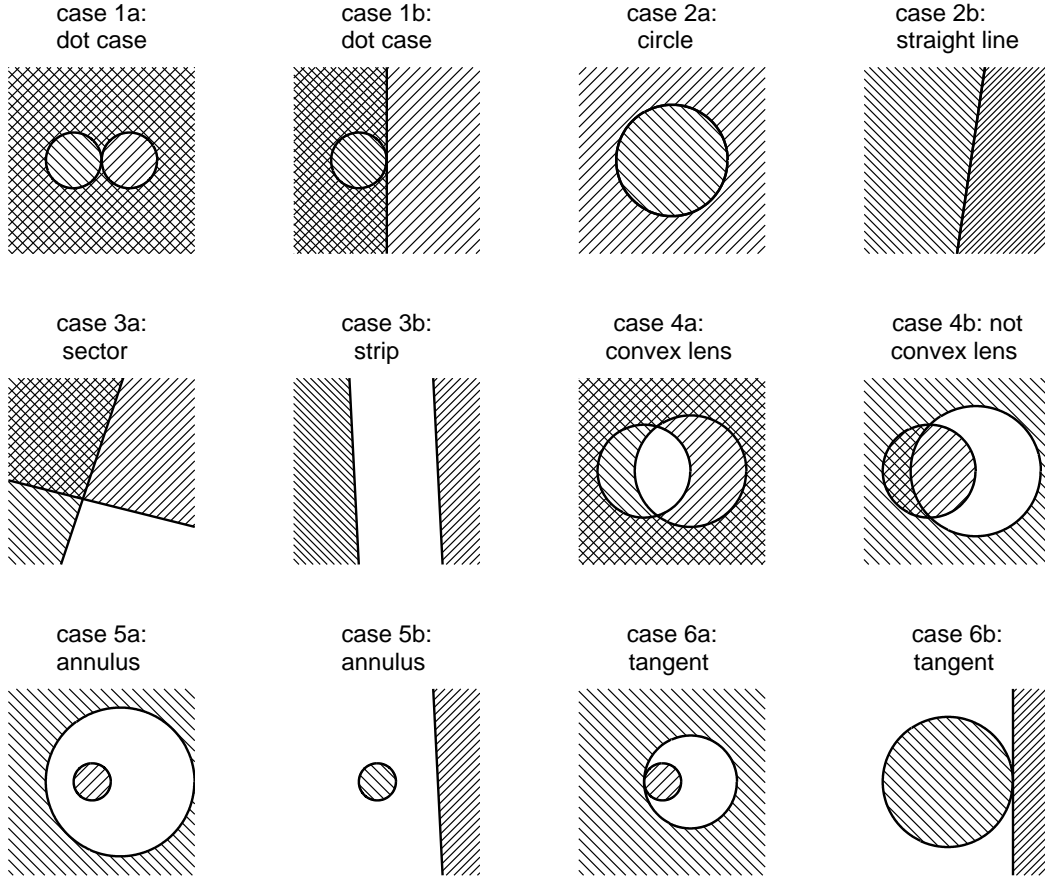 case 1a:
dot case
case 1b:
dot case
case 2a:
circle
case 2b:
straight line
case 3a:
sector
case 3b:
strip
case 4a:
convex lens
case 4b: not
convex lens
case 5a:
annulus
case 5b:
annulus
case 6a:
tangent
case 6b:
tangent